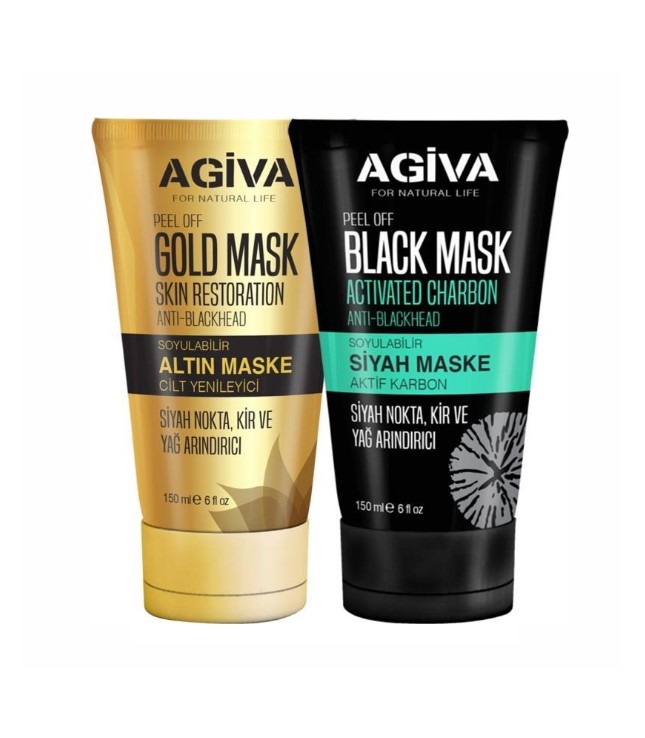 AGİVA
FOR NATURAL LIFE
PEEL OFF
GOLD MASK
SKIN RESTORATION
ANTI-BLACKHEAD
SOYULABİLİR
ALTIN MASKE
CİLT YENİLEYİCİ
SİYAH NOKTA, KİR VE
YAĞ ARINDIRICI
150 ml℮ 6 fl oz
AGİVA
FOR NATURAL LIFE
PEEL OFF
BLACK MASK
ACTIVATED CHARBON
ANTI-BLACKHEAD
SOYULABİLİR
SİYAH MASKE
AKTİF KARBON
SİYAH NOKTA, KİR VE
YAĞ ARINDIRICI
150 ml℮ 6 fl oz